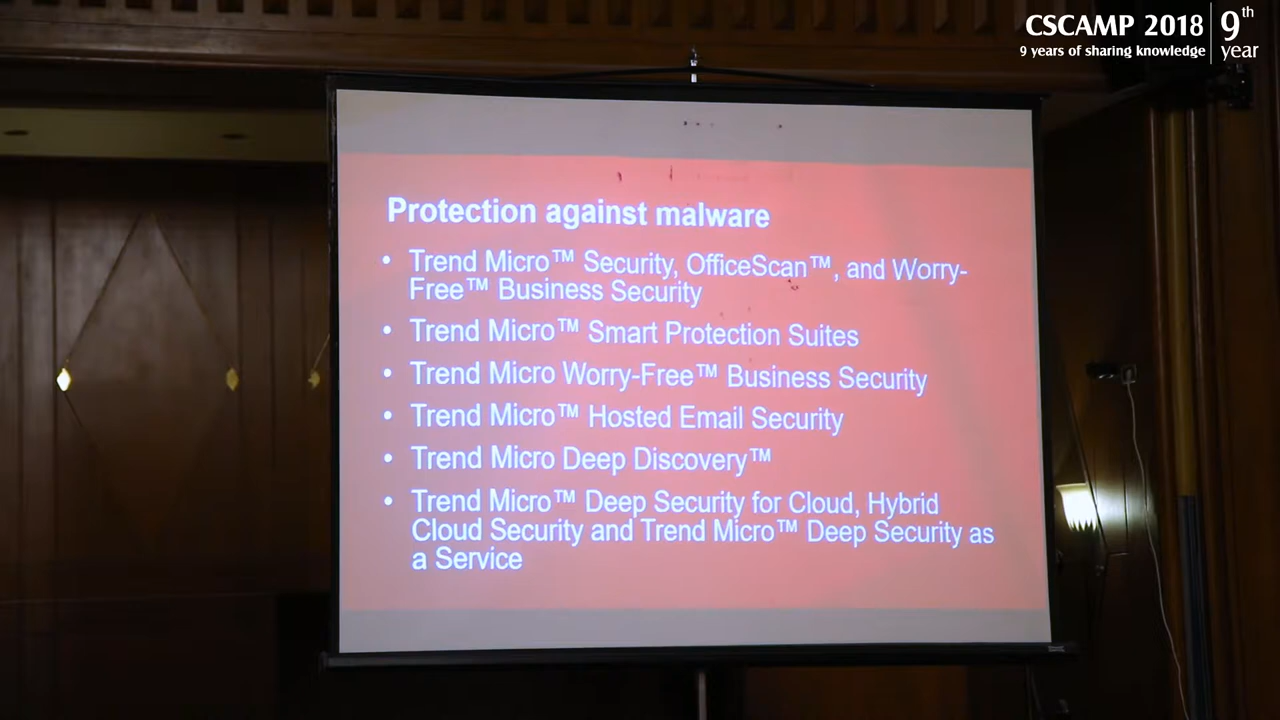 CSCAMP 2018
9 years of sharing knowledge
9th
year
Protection against malware
• Trend Micro™ Security, OfficeScan™, and Worry-
Free™ Business Security
• Trend Micro™ Smart Protection Suites
• Trend Micro Worry-Free™ Business Security
• Trend Micro™ Hosted Email Security
• Trend Micro Deep Discovery™
• Trend Micro™ Deep Security for Cloud, Hybrid
Cloud Security and Trend Micro™ Deep Security as
a Service